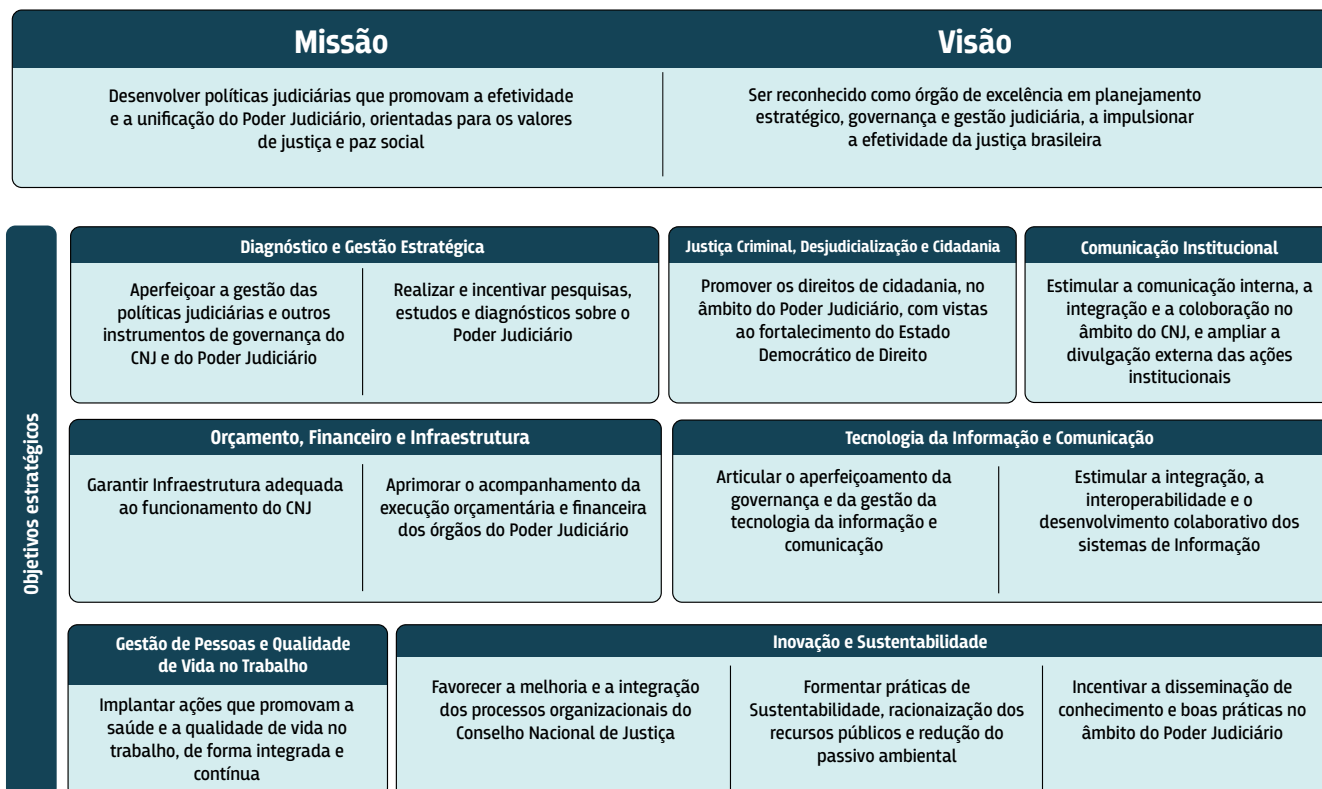 Missão
Desenvolver políticas judiciárias que promovam a efetividade
e a unificação do Poder Judiciário, orientadas para os valores
de justiça e paz social
Visão
Ser reconhecido como órgão de excelência em planejamento
estratégico, governança e gestão judiciária, a impulsionar
a efetividade da justiça brasileira
Objetivos estratégicos
Diagnóstico e Gestão Estratégica
Aperfeiçoar a gestão das
políticas judiciárias e outros
instrumentos de governança do
CNJ e do Poder Judiciário
Realizar e incentivar pesquisas,
estudos e diagnósticos sobre o
Poder Judiciário
Justiça Criminal, Desjudicialização e Cidadania
Promover os direitos de cidadania, no
âmbito do Poder Judiciário, com vistas
ao fortalecimento do Estado
Democrático de Direito
Comunicação Institucional
Estimular a comunicação interna, a
integração e a coloboração no
âmbito do CNJ, e ampliar a
divulgação externa das ações
institucionais
Orçamento, Financeiro e Infraestrutura
Garantir Infraestrutura adequada
ao funcionamento do CNJ
Aprimorar o acompanhamento da
execução orçamentária e financeira
dos órgãos do Poder Judiciário
Tecnologia da Informação e Comunicação
Articular o aperfeiçoamento da
governança e da gestão da
tecnologia da informação e
comunicação
Estimular a integração, a
interoperabilidade e o
desenvolvimento colaborativo dos
sistemas de Informação
Gestão de Pessoas e Qualidade
de Vida no Trabalho
Implantar ações que promovam a
saúde e a qualidade de vida no
trabalho, de forma integrada e
contínua
Inovação e Sustentabilidade
Favorecer a melhoria e a integração
dos processos organizacionais do
Conselho Nacional de Justiça
Formentar práticas de
Sustentabilidade, racionaização dos
recursos públicos e redução do
passivo ambiental
Incentivar a disseminação de
conhecimento e boas práticas no
âmbito do Poder Judiciário